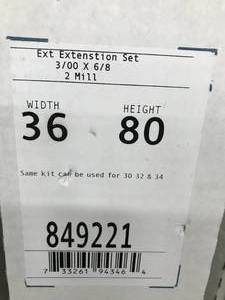 Ext Extenstion Set
3/00 X 6/8
2 Mill
WIDTH HEIGHT
36 80
Same kit can be used for 30 32 & 34
849221
7 33261 94346 4